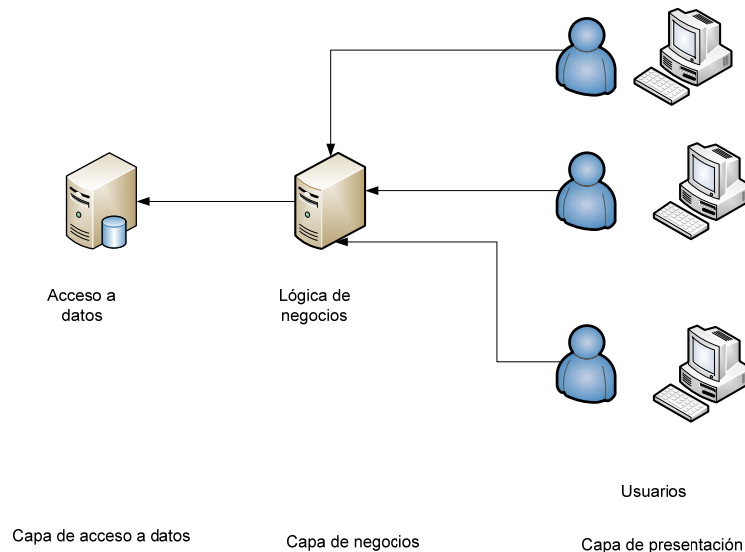 Acceso a
datos
Lógica de
negocios
Usuarios
Capa de acceso a datos
Capa de negocios
Capa de presentación